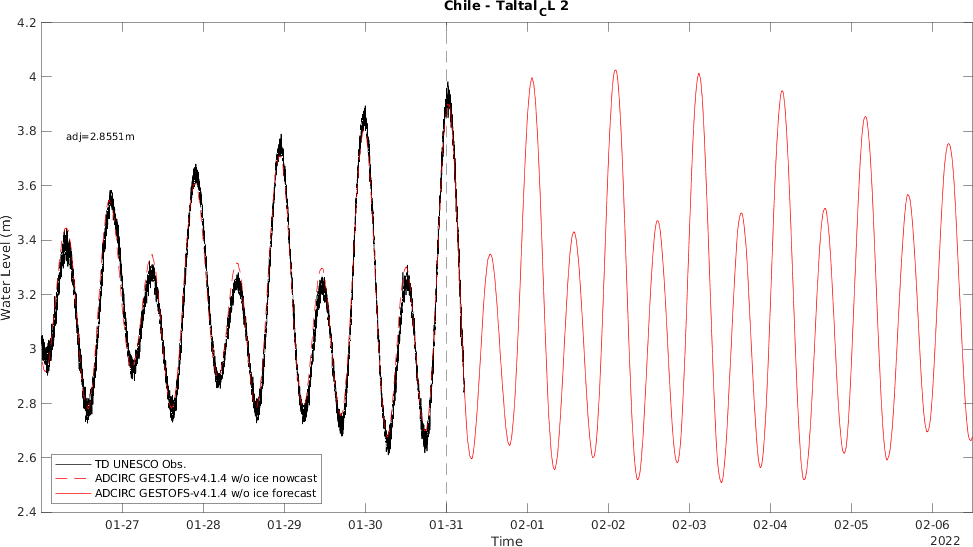 Chile - Taltal_CL 2
4.2
4
3.8
3.6
3.4
3.2
3
2.8
2.6
2.4
Water Level (m)
adj=2.8551m
TD UNESCO Obs.
ADCIRC GESTOFS-v4.1.4 w/o ice nowcast
ADCIRC GESTOFS-v4.1.4 w/o ice forecast
01-27 01-28 01-29 01-30 01-31 02-01 02-02 02-03 02-04 02-05 02-06
Time 2022